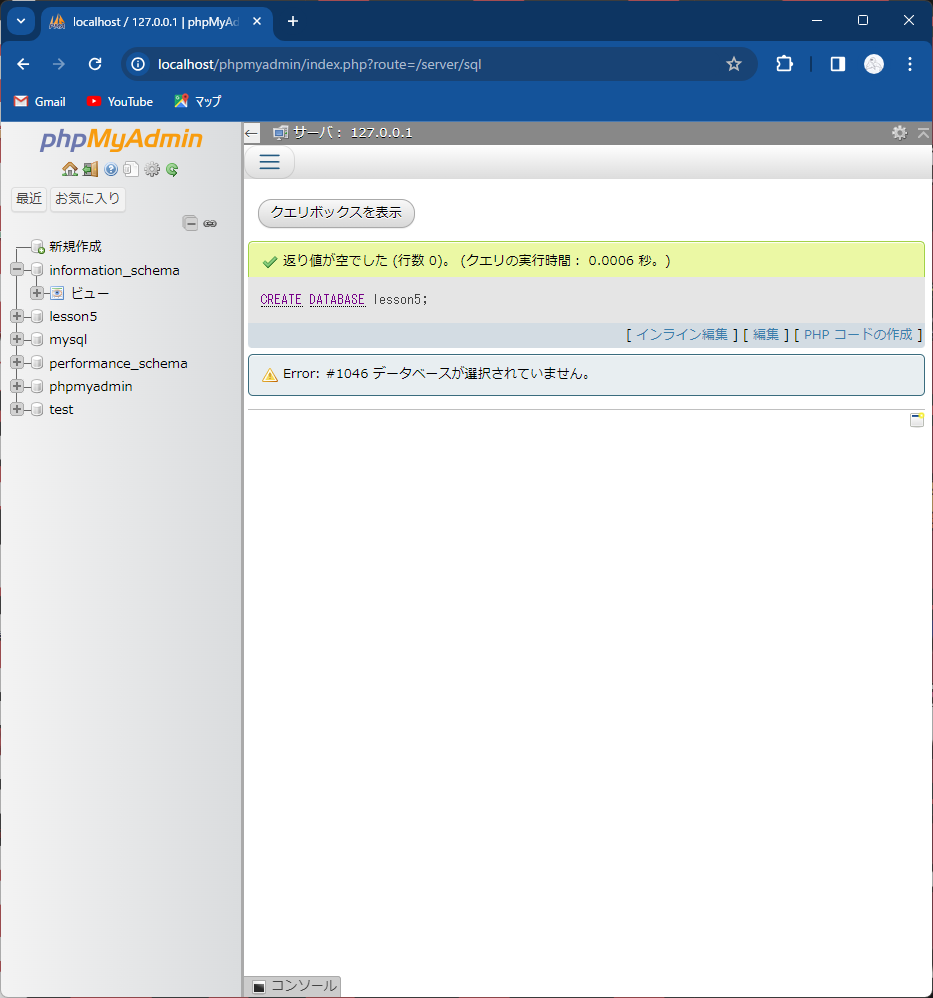 localhost / 127.0.0.1 | phpMyAd
localhost/phpmyadmin/index.php?route=/server/sql
Gmail YouTube マップ
phpMyAdmin
最近 お気に入り
新規作成
information_schema
ビュー
lesson5
mysql
performance_schema
phpmyadmin
test
サーバ: 127.0.0.1
クエリボックスを表示
返り値が空でした (行数 0)。 (クエリの実行時間: 0.0006 秒。)
CREATE DATABASE lesson5;
[ インライン編集 ] [ 編集 ] [ PHP コードの作成 ]
Error: #1046 データベースが選択されていません。
コンソール